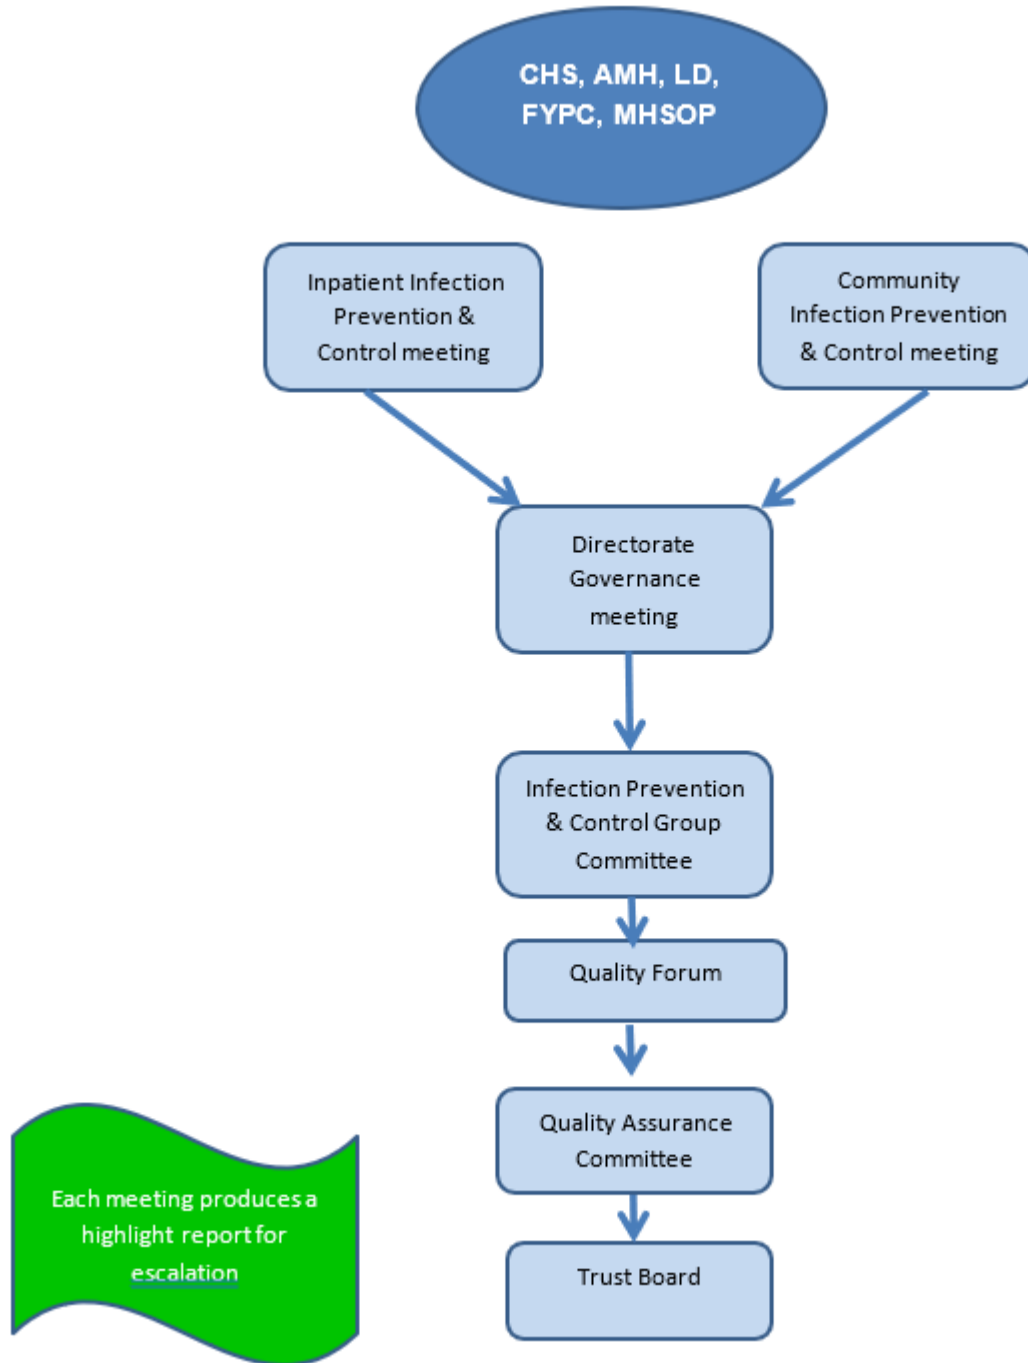 CHS, AMH, LD,
FYPC, MHSOP
Inpatient Infection
Prevention &
Control meeting
Community
Infection Prevention
& Control meeting
Directorate
Governance
meeting
Infection Prevention
& Control Group
Committee
Quality Forum
Quality Assurance
Committee
Trust Board
Each meeting produces a
highlight report for
escalation